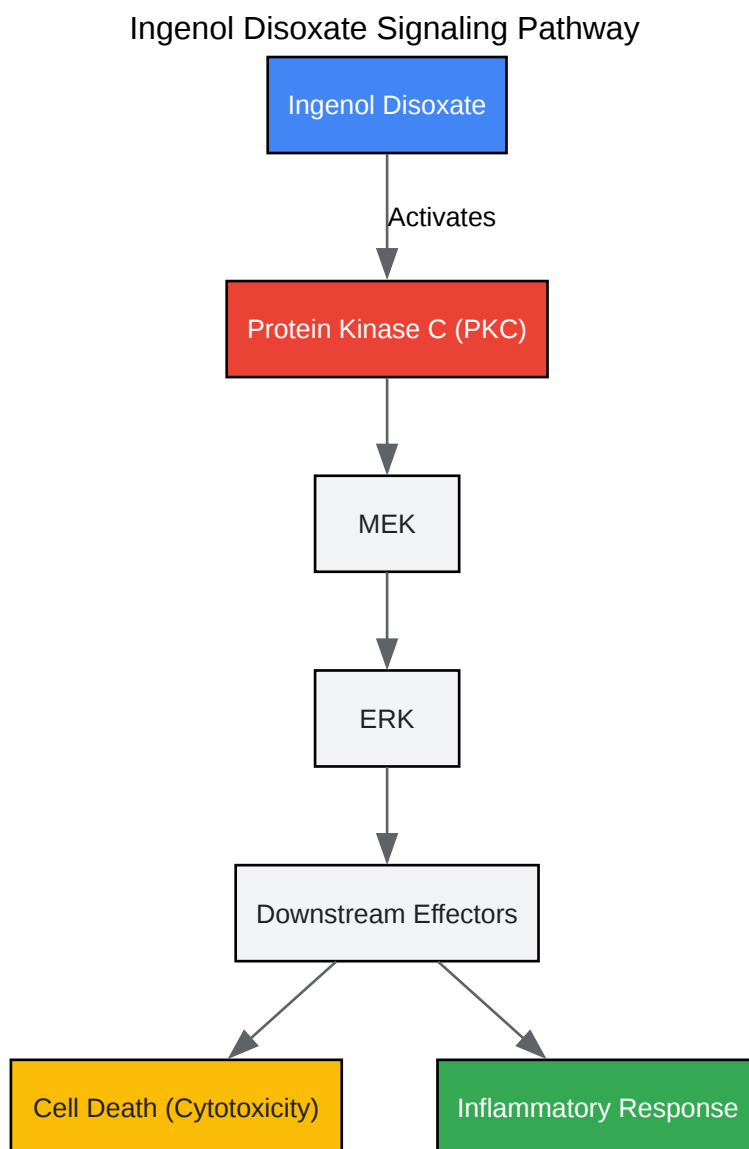 Ingenol Disoxate Signaling Pathway
Ingenol Disoxate
Activates
Protein Kinase C (PKC)
MEK
ERK
Downstream Effectors
Cell Death (Cytotoxicity)
Inflammatory Response